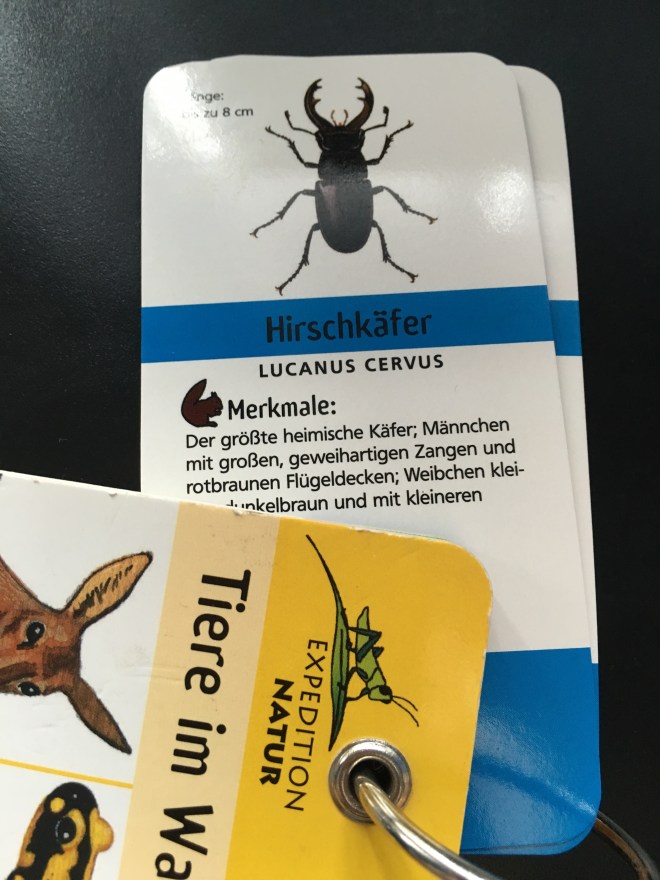 zu 8 cm
Hirschkäfer
LUCANUS CERVUS
Merkmale:
Der größte heimische Käfer; Männchen
mit großen, geweihartigen Zangen und
rotbraunen Flügeldecken; Weibchen klei-
dunkelbraun und mit kleineren
Tiere im Wa
EXPEDITION
NATUR